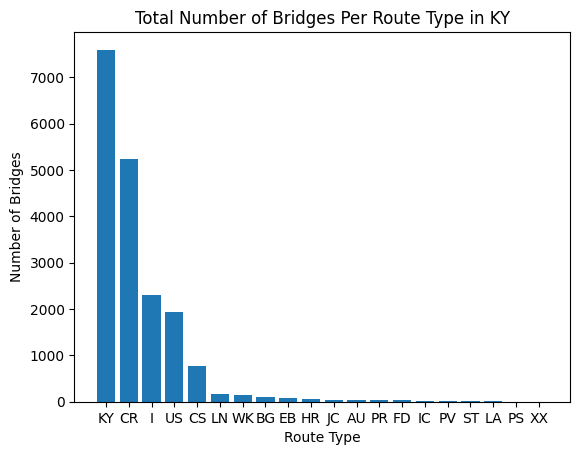 Total Number of Bridges Per Route Type in KY
Number of Bridges
7000
6000
5000
4000
3000
2000
1000
0
KY CR I US CS LN WK BG EB HR JC AU PR FD IC PV ST LA PS XX
Route Type